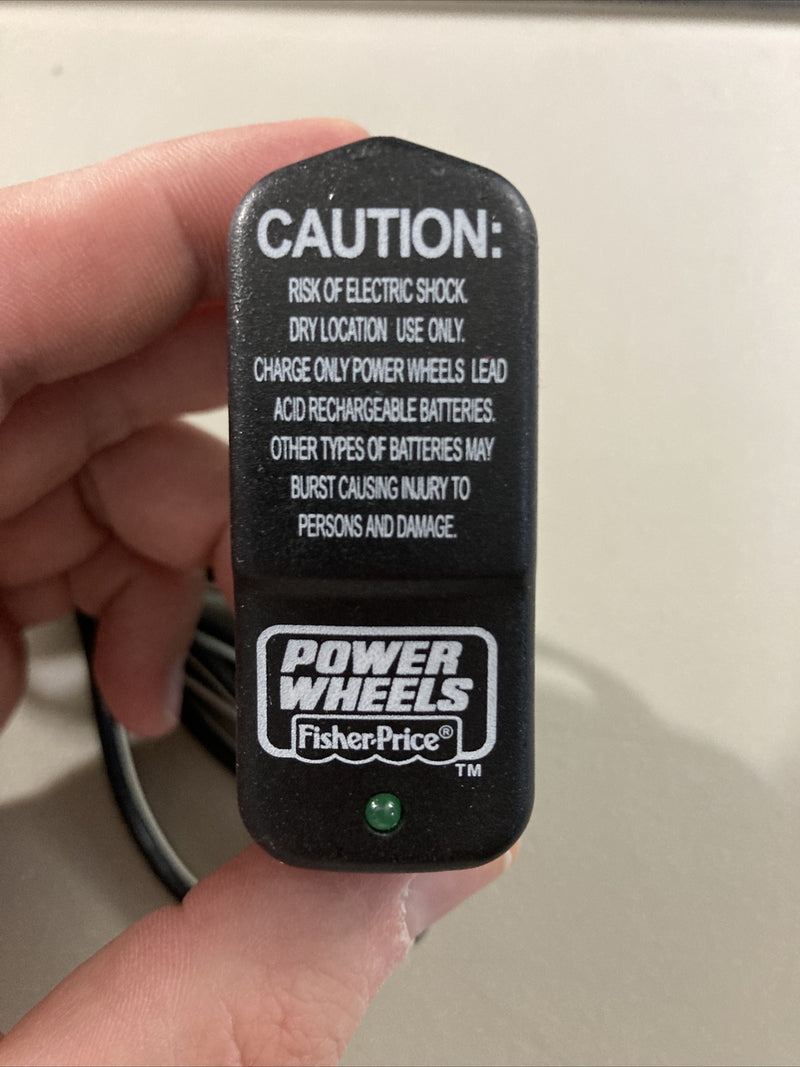 CAUTION:
RISK OF ELECTRIC SHOCK.
DRY LOCATION USE ONLY.
CHARGE ONLY POWER WHEELS LEAD
ACID RECHARGEABLE BATTERIES.
OTHER TYPES OF BATTERIES MAY
BURST CAUSING INJURY TO
PERSONS AND DAMAGE.
POWER
WHEELS
Fisher-Price®
TM